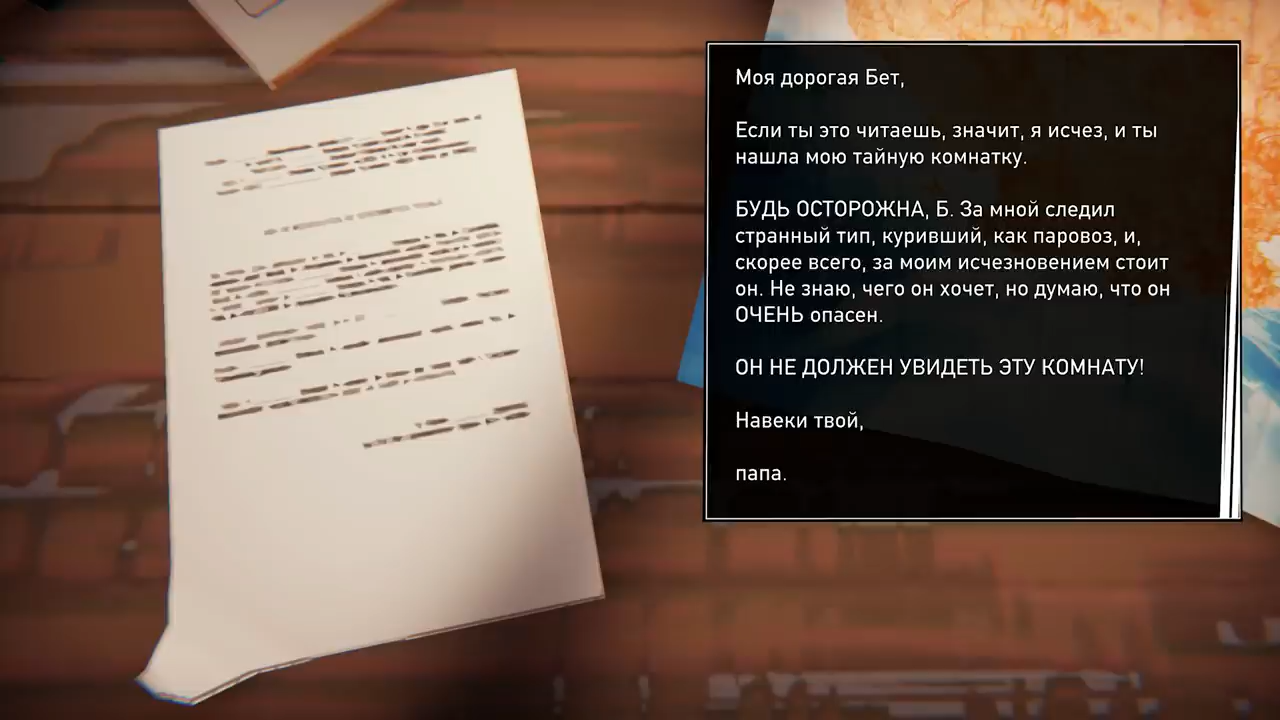 Моя дорогая Бет,
Если ты это читаешь, значит, я исчез, и ты
нашла мою тайную комнатку.
БУДЬ ОСТОРОЖНА, Б. За мной следил
странный тип, куривший, как паровоз, и,
скорее всего, за моим исчезновением стоит
он. Не знаю, чего он хочет, но думаю, что он
ОЧЕНЬ опасен.
ОН НЕ ДОЛЖЕН УВИДЕТЬ ЭТУ КОМНАТУ!
Навеки твой,
папа.